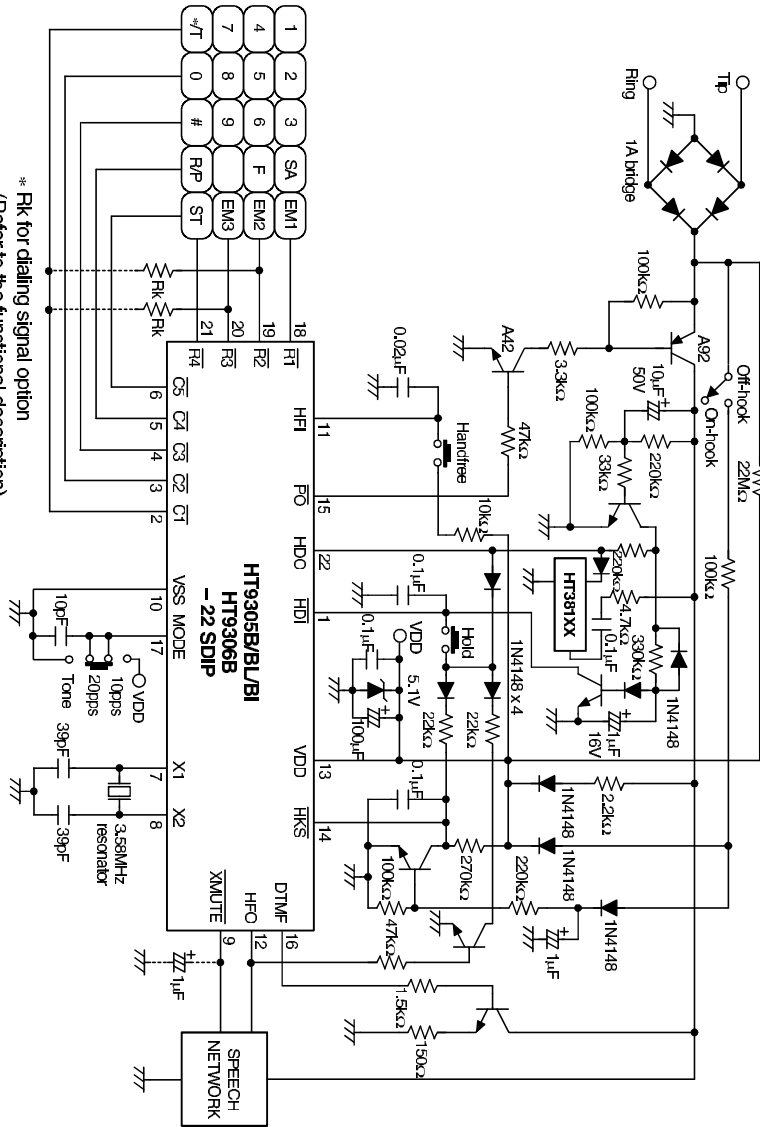 Tip
Ring
1A bridge
100kΩ
A92
A42
3.3kΩ
47kΩ
Off-hook
On-hook
22MΩ
100kΩ
10μF
50V
+
100kΩ
220kΩ
33kΩ
220kΩ
HT381XX
4.7kΩ
0.1μF
330kΩ
1N4148
1μF
+
16V
0.02μF
Handfree
10kΩ
0.1μF
Hold
1N4148 x 4
VDD
0.1μF
5.1V
100μF
+
22kΩ
22kΩ
0.1μF
2.2kΩ
1N4148
1N4148
1N4148
270kΩ
220kΩ
100kΩ
1μF
+
47kΩ
1.5kΩ
150Ω
1 2 3 SA EM1
4 5 6 F EM2
7 8 9 EM3
*/T 0 # R/P ST
Rk
Rk
18 19 20 21
R1 R2 R3 R4
11 15 22 1 13 14
HFI PO HDC HDI VDD HKS
HT9305B/BL/BI
HT9306B
– 22 SDIP
C5 C4 C3 C2 C1 VSS MODE X1 X2
6 5 4 3 2 10 17 7 8
DTMF
HFO
XMUTE
16
12
9
1μF
+
SPEECH
NETWORK
10pF
VDD
10pps
20pps
Tone
39pF
39pF
3.58MHz
resonator
* Rk for dialing signal option
(Refer to the functional description)